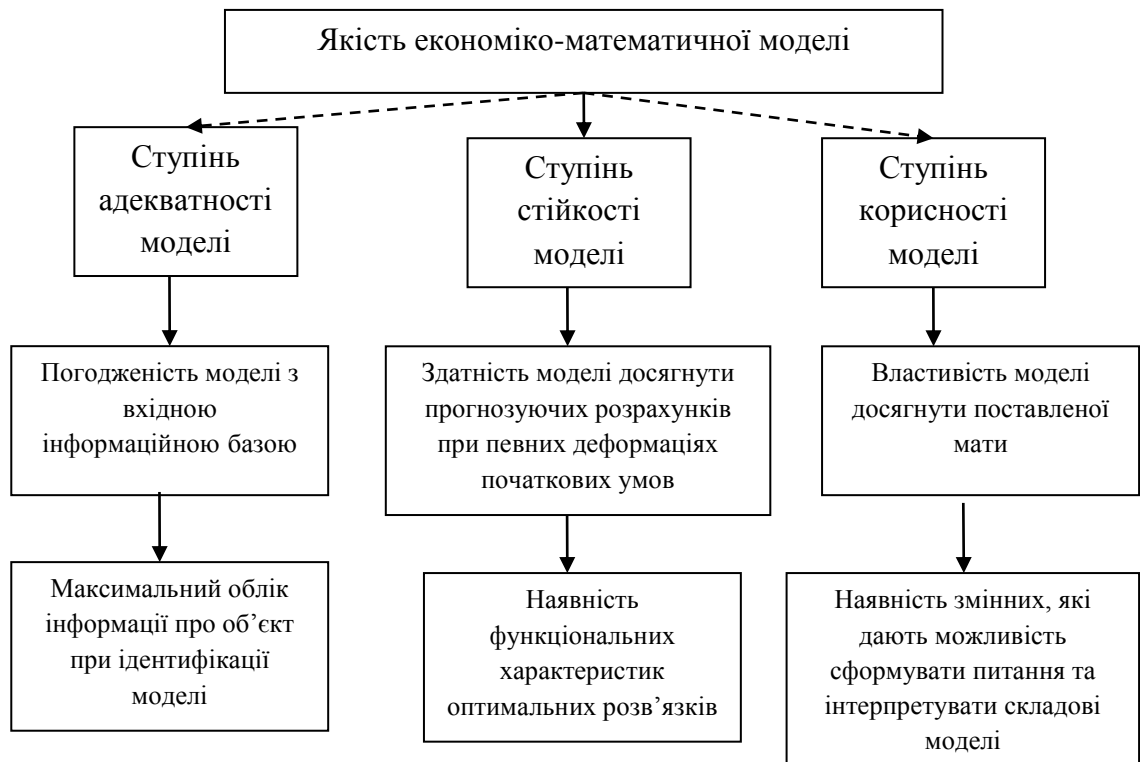 Якість економіко-математичної моделі
Ступінь
адекватності
моделі
Ступінь
стійкості
моделі
Ступінь
корисності
моделі
Погодженість моделі з
вхідною
інформаційною базою
Здатність моделі досягнути
прогнозуючих розрахунків
при певних деформаціях
початкових умов
Властивість моделі
досягнути поставленої
мати
Максимальний облік
інформації про об’єкт
при ідентифікації
моделі
Наявність
функціональних
характеристик
оптимальних розв’язків
Наявність змінних, які
дають можливість
сформувати питання та
інтерпретувати складові
моделі